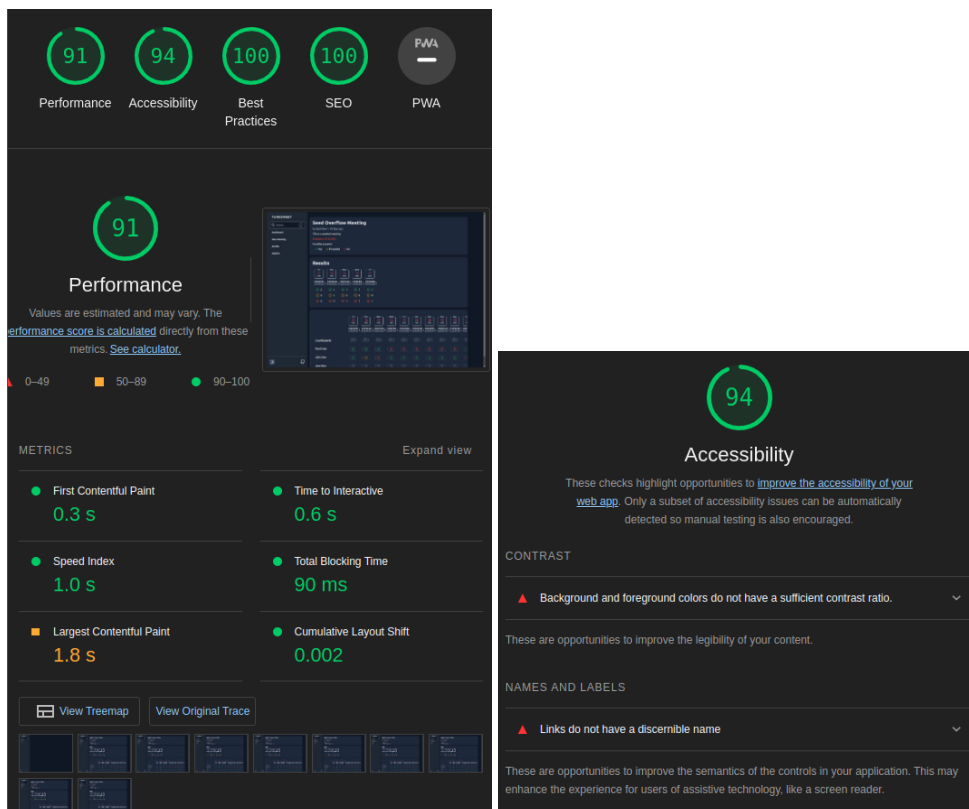 91
94
100
100
PWA
Performance
Accessibility
Best
Practices
SEO
PWA
91
Performance
Values are estimated and may vary. The
performance score is calculated directly from these
metrics. See calculator.
0–49
50–89
90–100
Seed Overflow Meeting
Results
METRICS
Expand view
First Contentful Paint
0.3 s
Time to Interactive
0.6 s
Speed Index
1.0 s
Total Blocking Time
90 ms
Largest Contentful Paint
1.8 s
Cumulative Layout Shift
0.002
View Treemap
View Original Trace
94
Accessibility
These checks highlight opportunities to improve the accessibility of your
web app. Only a subset of accessibility issues can be automatically
detected so manual testing is also encouraged.
CONTRAST
Background and foreground colors do not have a sufficient contrast ratio.
These are opportunities to improve the legibility of your content.
NAMES AND LABELS
Links do not have a discernible name
These are opportunities to improve the semantics of the controls in your application. This may
enhance the experience for users of assistive technology, like a screen reader.